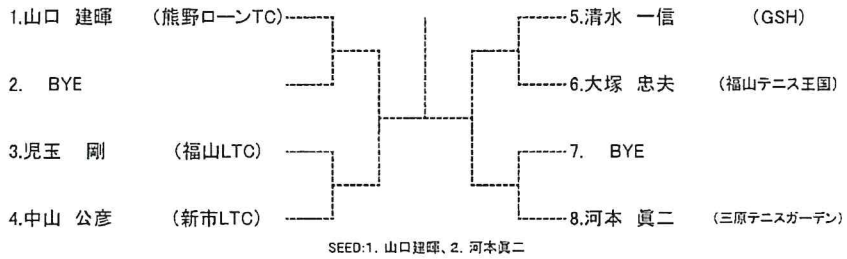 1.山口 建暉 (熊野ローンTC)
2. BYE
3.児玉 剛 (福山LTC)
4.中山 公彦 (新市LTC)
5.清水 一信 (GSH)
6.大塚 忠夫 (福山テニス王国)
7. BYE
8.河本 眞二 (三原テニスガーデン)
SEED:1. 山口建暉、2. 河本眞二